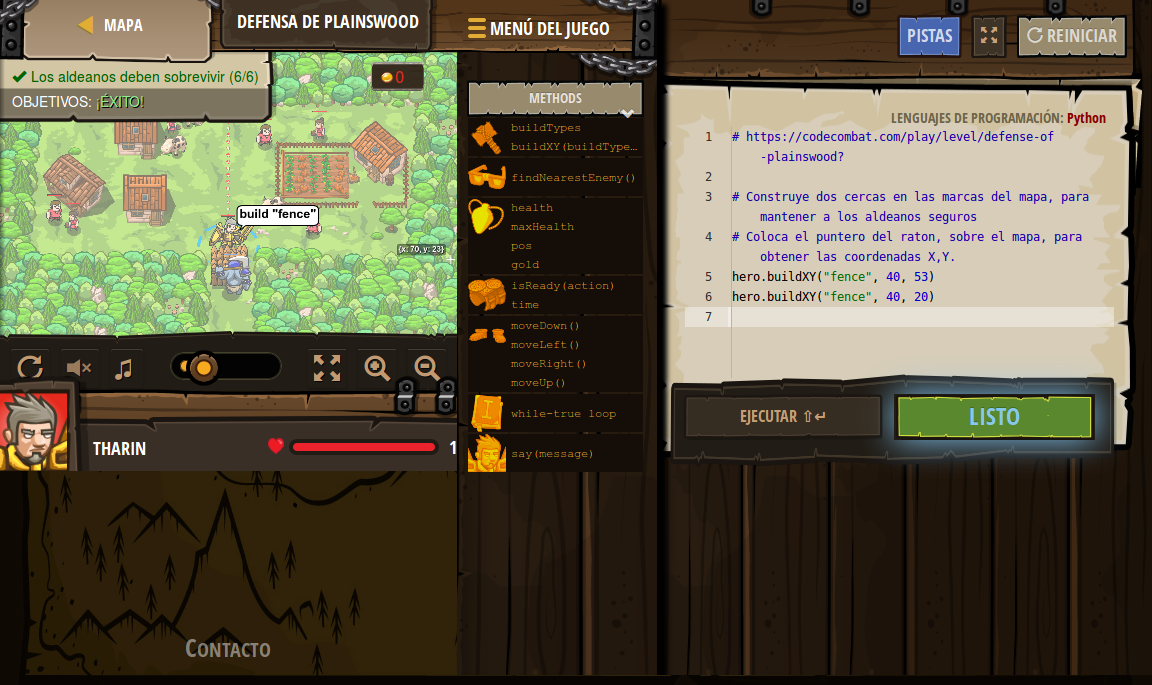 MAPA
DEFENSA DE PLAINSWOOD
MENÚ DEL JUEGO
PISTAS
REINICIAR
Los aldeanos deben sobrevivir (6/6)
OBJETIVOS: ¡ÉXITO!
0
build "fence"
(x: 70, y: 23)
METHODS
buildTypes
buildXY(buildType…
findNearestEnemy()
health
maxHealth
pos
gold
isReady(action)
time
moveDown()
moveLeft()
moveRight()
moveUp()
while-true loop
say(message)
LENGUAJES DE PROGRAMACIÓN: Python
1 # https://codecombat.com/play/level/defense-of
-plainswood?
2
3 # Construye dos cercas en las marcas del mapa, para
mantener a los aldeanos seguros
4 # Coloca el puntero del raton, sobre el mapa, para
obtener las coordenadas X,Y.
5 hero.buildXY("fence", 40, 53)
6 hero.buildXY("fence", 40, 20)
7
EJECUTAR ⇧↵
LISTO
THARIN
1
CONTACTO